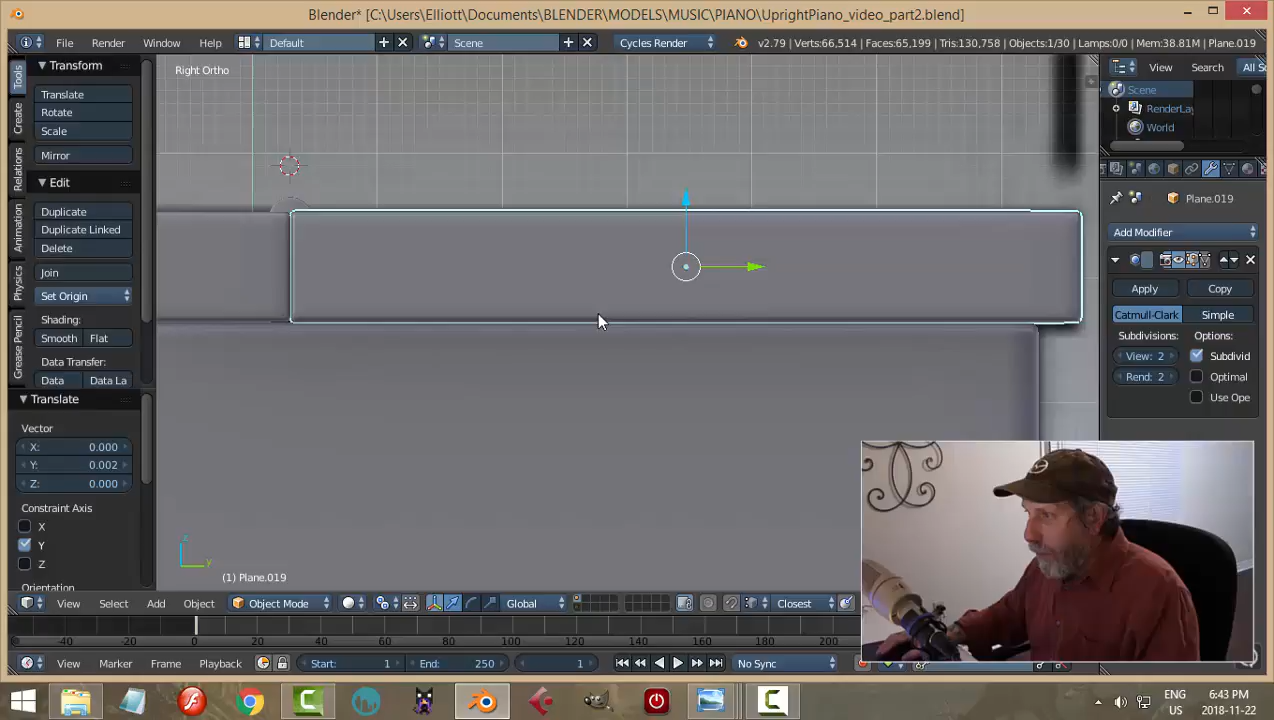 Blender* [C:\Users\Elliott\Documents\BLENDER\MODELS\MUSIC\PIANO\UprightPiano_video_part2.blend]
File Render Window Help Default Scene Cycles Render v2.79 | Verts:66,514 | Faces:65,199 | Tris:130,758 | Objects:1/30 | Lamps:0/0 | Mem:38.81M | Plane.019
Tools
Create
Relations
Animation
Physics
Grease Pencil
Transform
Translate
Rotate
Scale
Mirror
Edit
Duplicate
Duplicate Linked
Delete
Join
Set Origin
Shading:
Smooth Flat
Data Transfer:
Data Data La
Translate
Vector
X: 0.000
Y: 0.002
Z: 0.000
Constraint Axis
X
Y
Z
Orientation
Right Ortho
z
y
(1) Plane.019
View Search All S
Scene
RenderLay
World
Plane.019
Add Modifier
Apply Copy
Catmull-Clark Simple
Subdivisions: Options:
View: 2 Subdivid
Rend: 2 Optimal
Use Ope
View Select Add Object Object Mode Global Closest
-40 -20 0 20 40 60 80 100 120 140 160 180 200
View Marker Frame Playback Start: 1 End: 250 1 No Sync
ENG 6:43 PM
US 2018-11-22